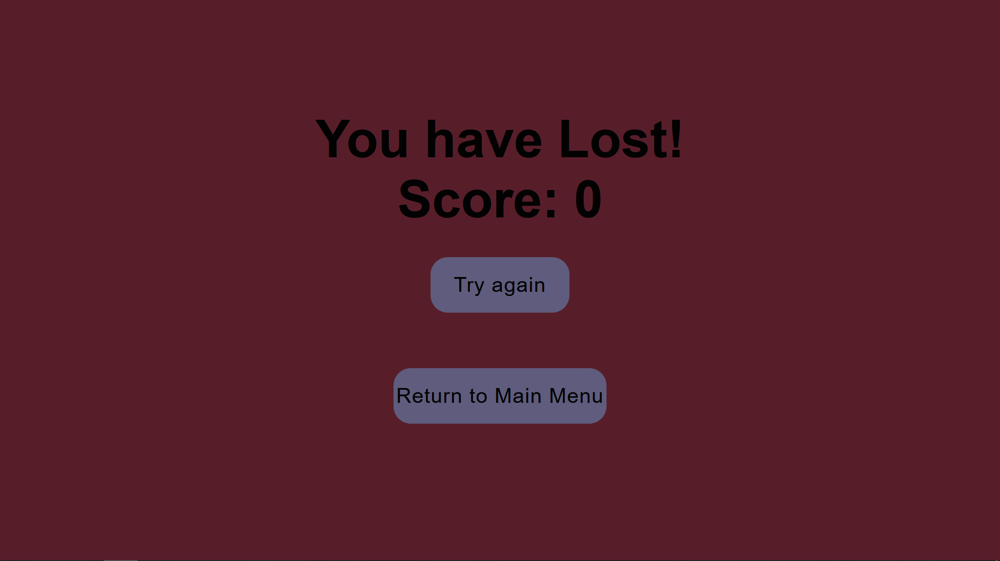 You have Lost!
Score: 0
Try again
Return to Main Menu